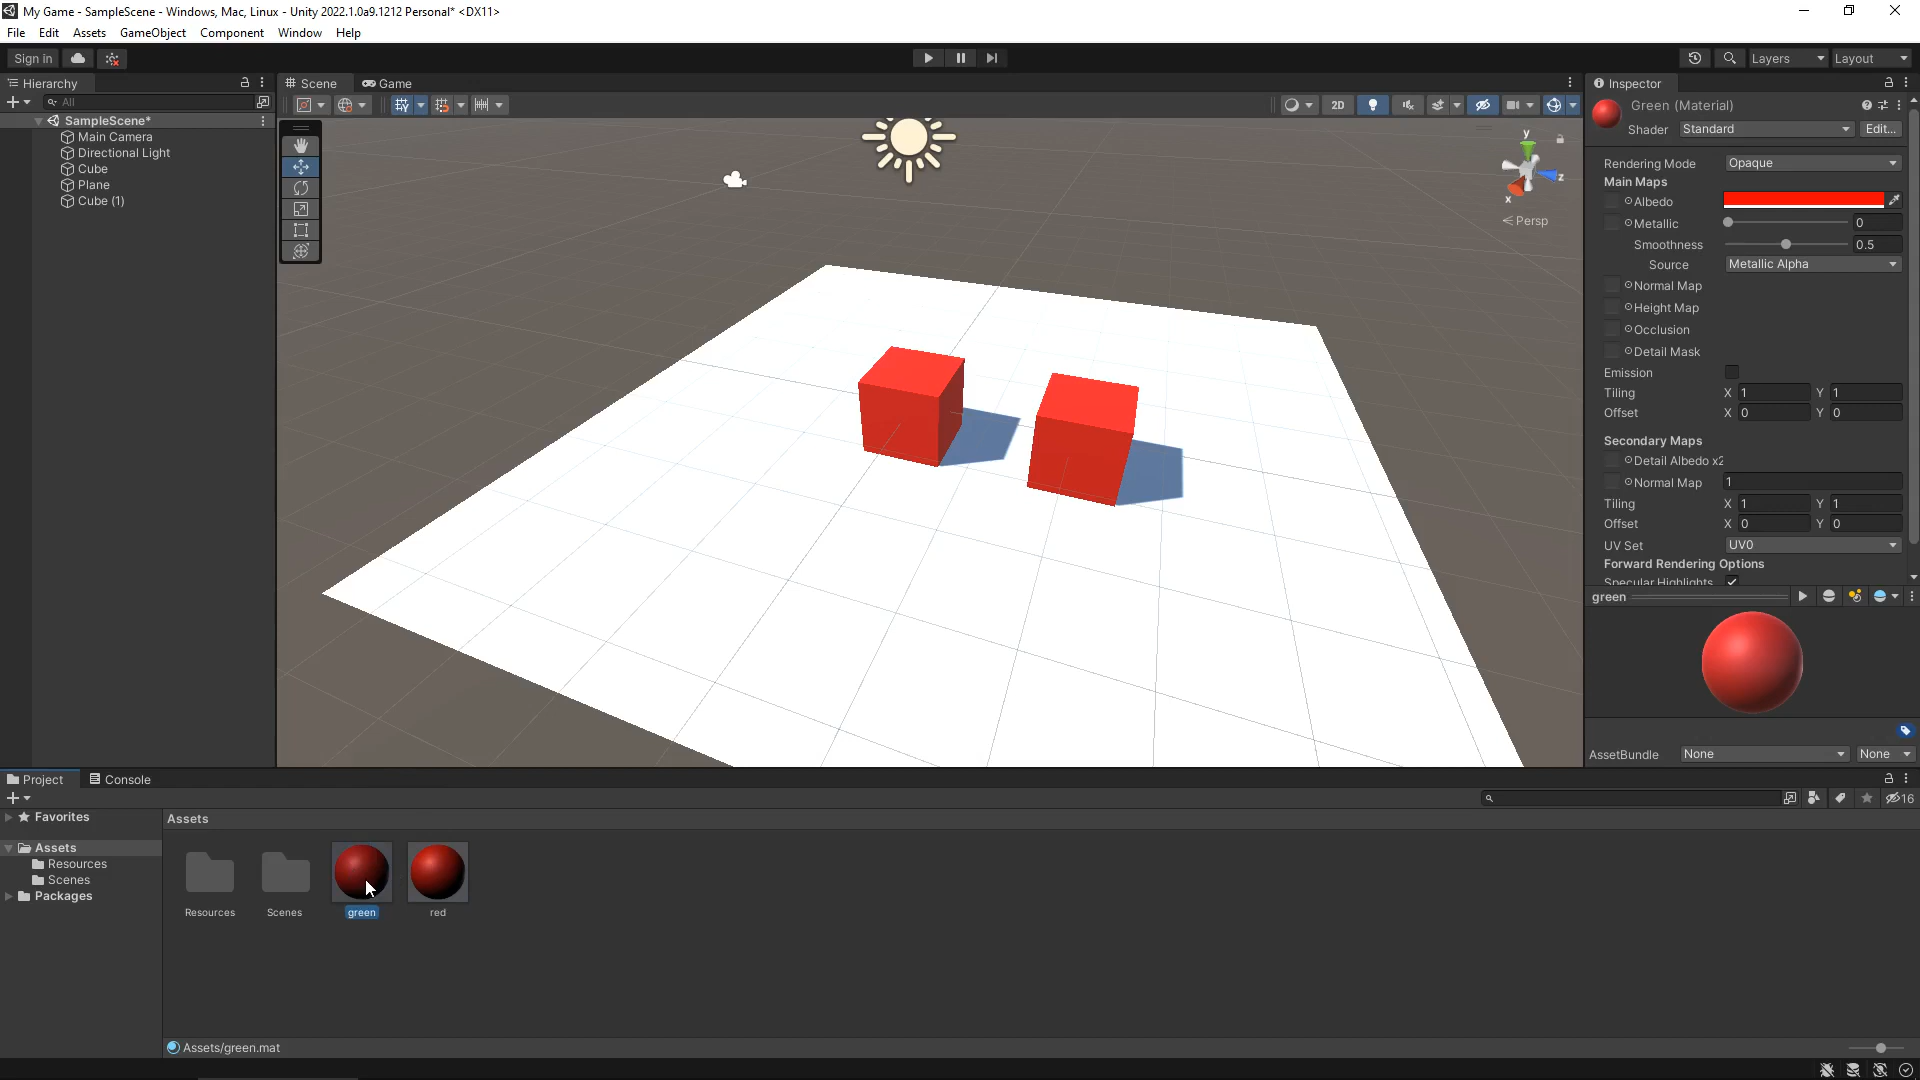 My Game - SampleScene - Windows, Mac, Linux - Unity 2022.1.0a9.1212 Personal* <DX11>
File Edit Assets GameObject Component Window Help
Sign in
Layers
Layout
Hierarchy
All
SampleScene*
Main Camera
Directional Light
Cube
Plane
Cube (1)
Scene
Game
2D
y
z
x
Persp
Inspector
Green (Material)
Shader Standard Edit...
Rendering Mode Opaque
Main Maps
Albedo
Metallic 0
Smoothness 0.5
Source Metallic Alpha
Normal Map
Height Map
Occlusion
Detail Mask
Emission
Tiling X 1 Y 1
Offset X 0 Y 0
Secondary Maps
Detail Albedo x2
Normal Map 1
Tiling X 1 Y 1
Offset X 0 Y 0
UV Set UV0
Forward Rendering Options
Specular Highlights
green
AssetBundle None None
Project
Console
16
Favorites
Assets
Resources
Scenes
Packages
Assets
Resources
Scenes
green
red
Assets/green.mat